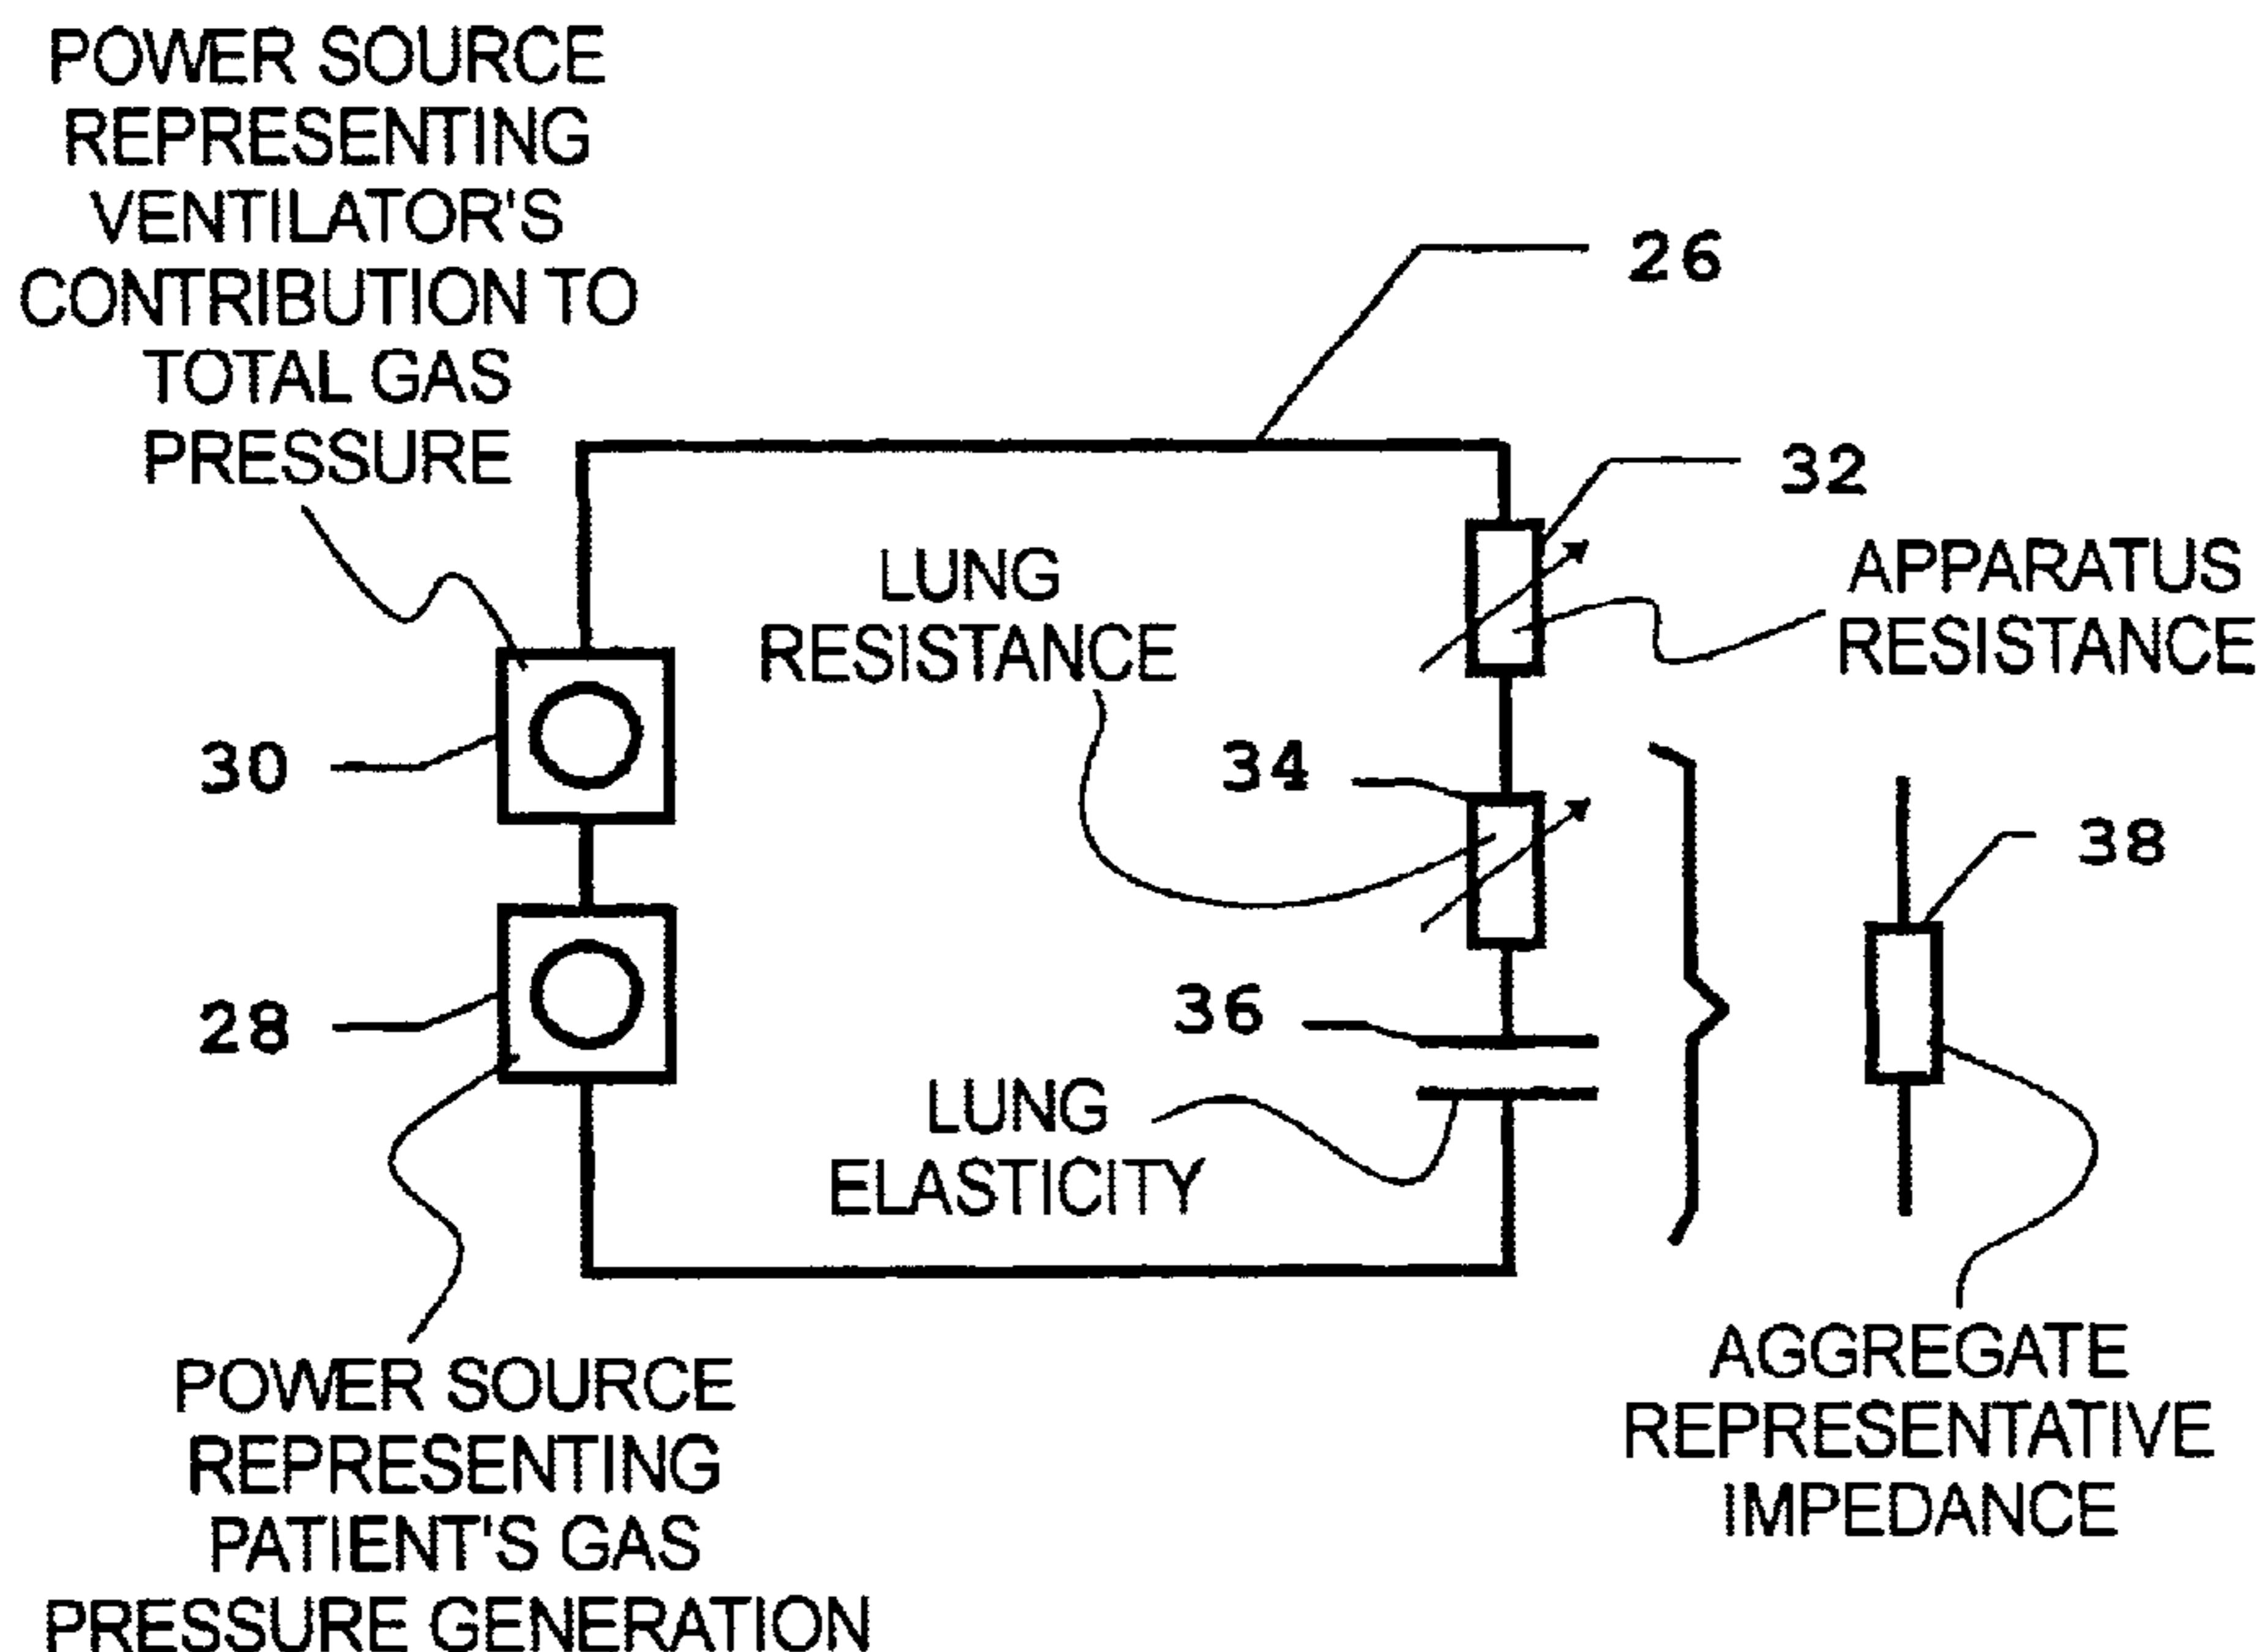 POWER SOURCE
REPRESENTING
VENTILATOR'S
CONTRIBUTION TO
TOTAL GAS
PRESSURE
26
32
APPARATUS
RESISTANCE
LUNG
RESISTANCE
30
34
38
28
36
LUNG
ELASTICITY
POWER SOURCE
REPRESENTING
PATIENT'S GAS
PRESSURE GENERATION
AGGREGATE
REPRESENTATIVE
IMPEDANCE